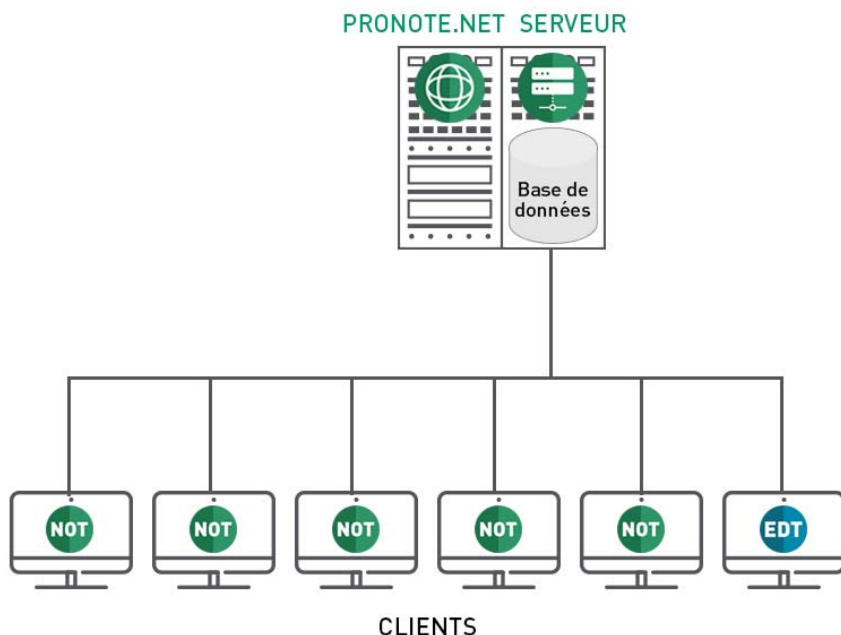 PRONOTE.NET SERVEUR
Base de
données
NOT NOT NOT NOT NOT EDT
CLIENTS